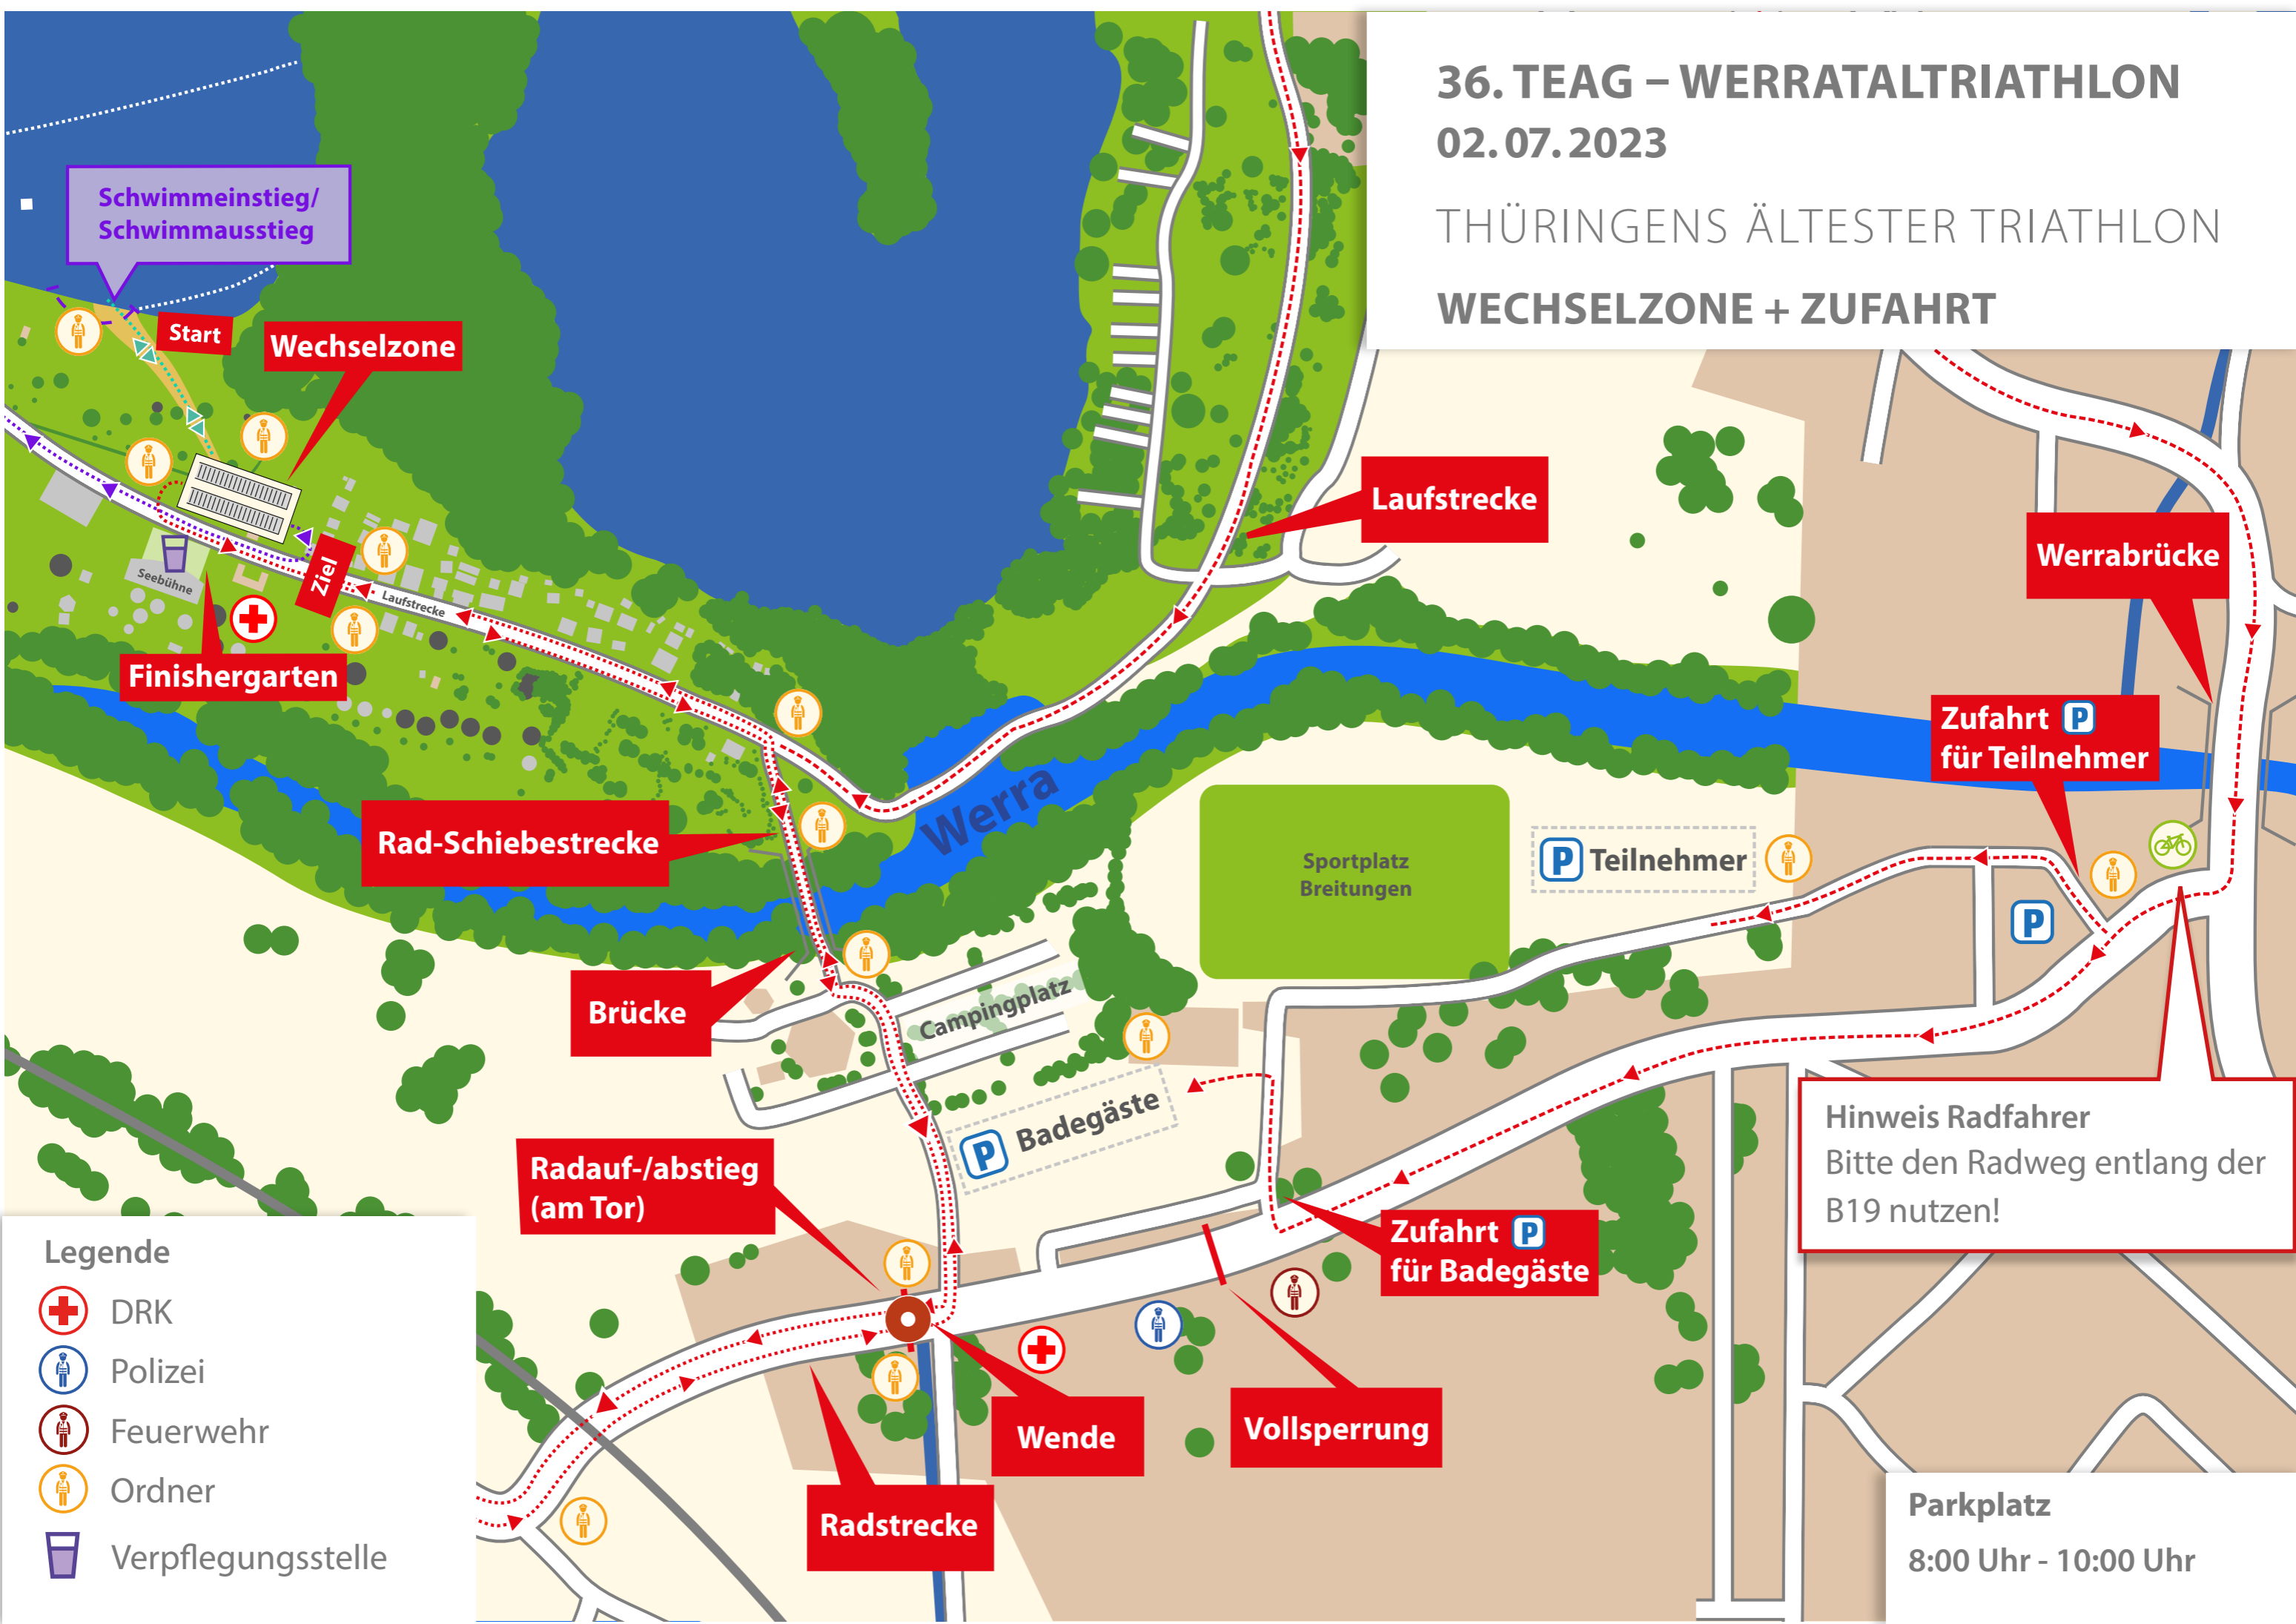 36. TEAG – WERRATALTRIATHLON
02. 07. 2023
THÜRINGENS ÄLTESTER TRIATHLON
WECHSELZONE + ZUFAHRT
Schwimmeinstieg/
Schwimmausstieg
Start
Wechselzone
Laufstrecke
Werrabrücke
Ziel
Seebühne
Laufstrecke
Finishergarten
Zufahrt P
für Teilnehmer
Werra
Rad-Schiebestrecke
Sportplatz
Breitungen
P Teilnehmer
P
Brücke
Campingplatz
P Badegäste
Hinweis Radfahrer
Bitte den Radweg entlang der
B19 nutzen!
Radauf-/abstieg
(am Tor)
Zufahrt P
für Badegäste
Wende
Vollsperrung
Radstrecke
Legende
DRK
Polizei
Feuerwehr
Ordner
Verpflegungsstelle
Parkplatz
8:00 Uhr - 10:00 Uhr